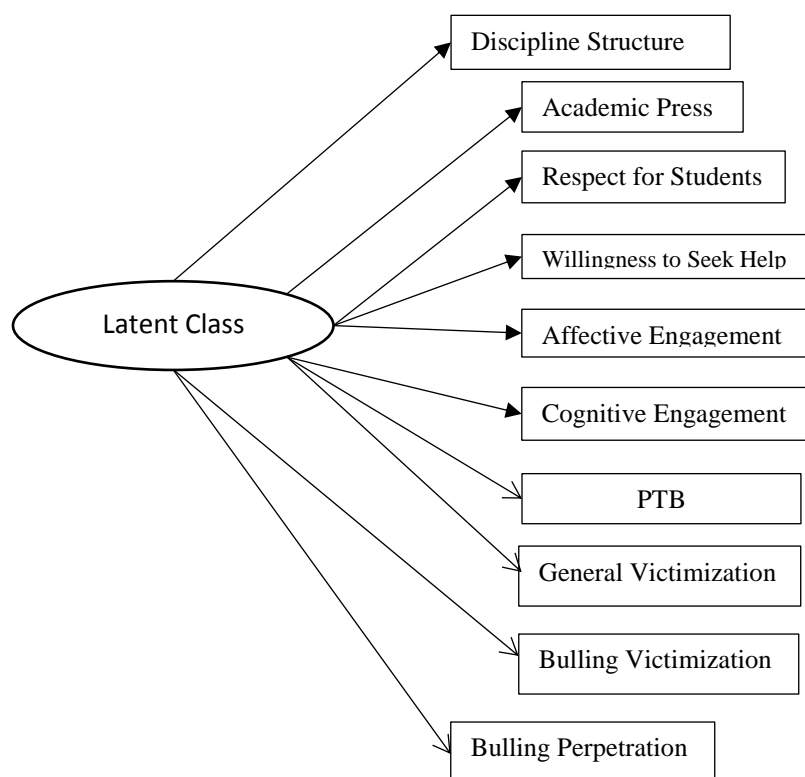 Discipline Structure
Academic Press
Respect for Students
Willingness to Seek Help
Latent Class
Affective Engagement
Cognitive Engagement
PTB
General Victimization
Bulling Victimization
Bulling Perpetration